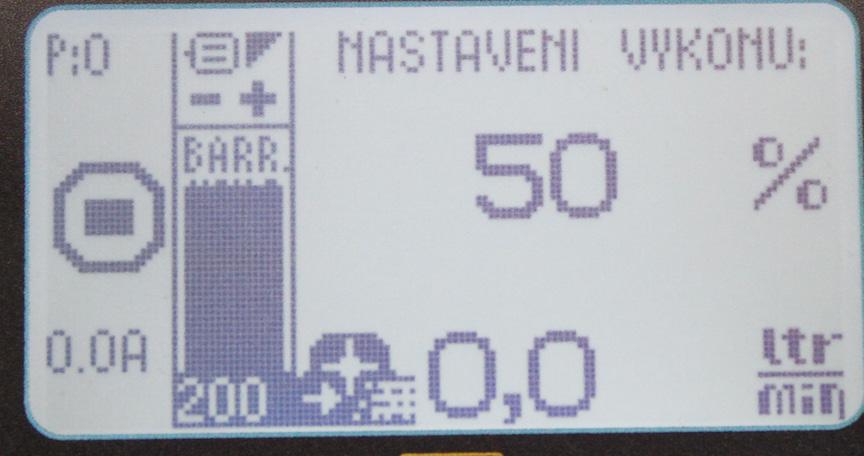 P:0
NASTAVENI VYKONU:
- +
BARR.
50 %
0.0A
200
0,0 ltr
min